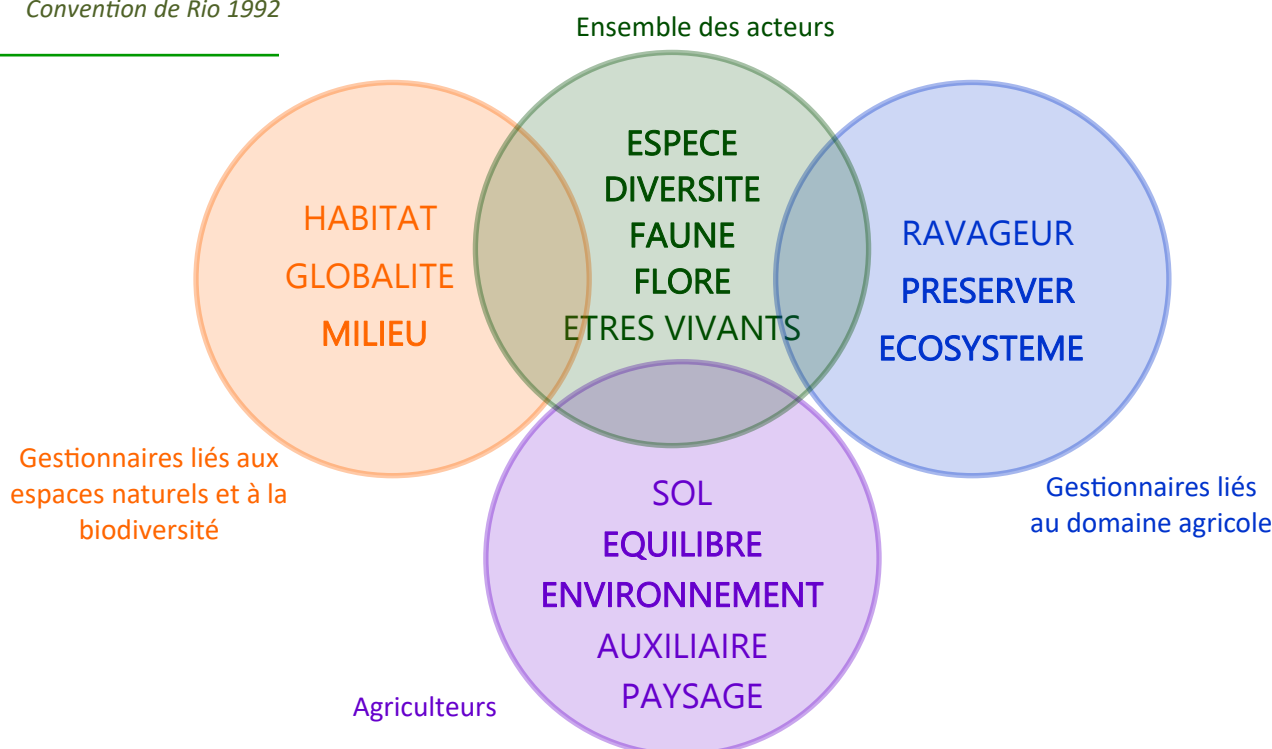 Convention de Rio 1992
Ensemble des acteurs
ESPECE
DIVERSITE
FAUNE
FLORE
ETRES VIVANTS
HABITAT
GLOBALITE
MILIEU
RAVAGEUR
PRESERVER
ECOSYSTEME
Gestionnaires liés aux
espaces naturels et à la
biodiversité
Gestionnaires liés
au domaine agricole
SOL
EQUILIBRE
ENVIRONNEMENT
AUXILIAIRE
PAYSAGE
Agriculteurs